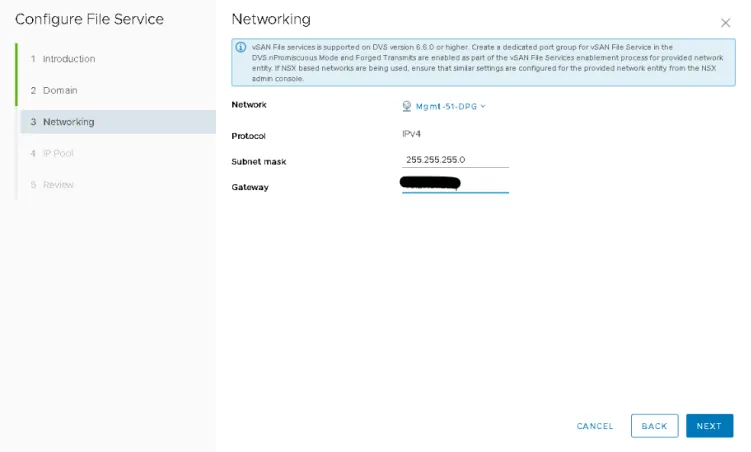 Configure File Service
1 Introduction
2 Domain
3 Networking
4 IP Pool
5 Review
Networking
vSAN File services is supported on DVS version 6.6.0 or higher. Create a dedicated port group for vSAN File Service in the
DVS.nPromiscuous Mode and Forged Transmits are enabled as part of the vSAN File Services enablement process for provided network
entity. If NSX based networks are being used, ensure that similar settings are configured for the provided network entity from the NSX
admin console.
Network
Mgmt-51-DPG
Protocol
IPv4
Subnet mask
255.255.255.0
Gateway
CANCEL
BACK
NEXT